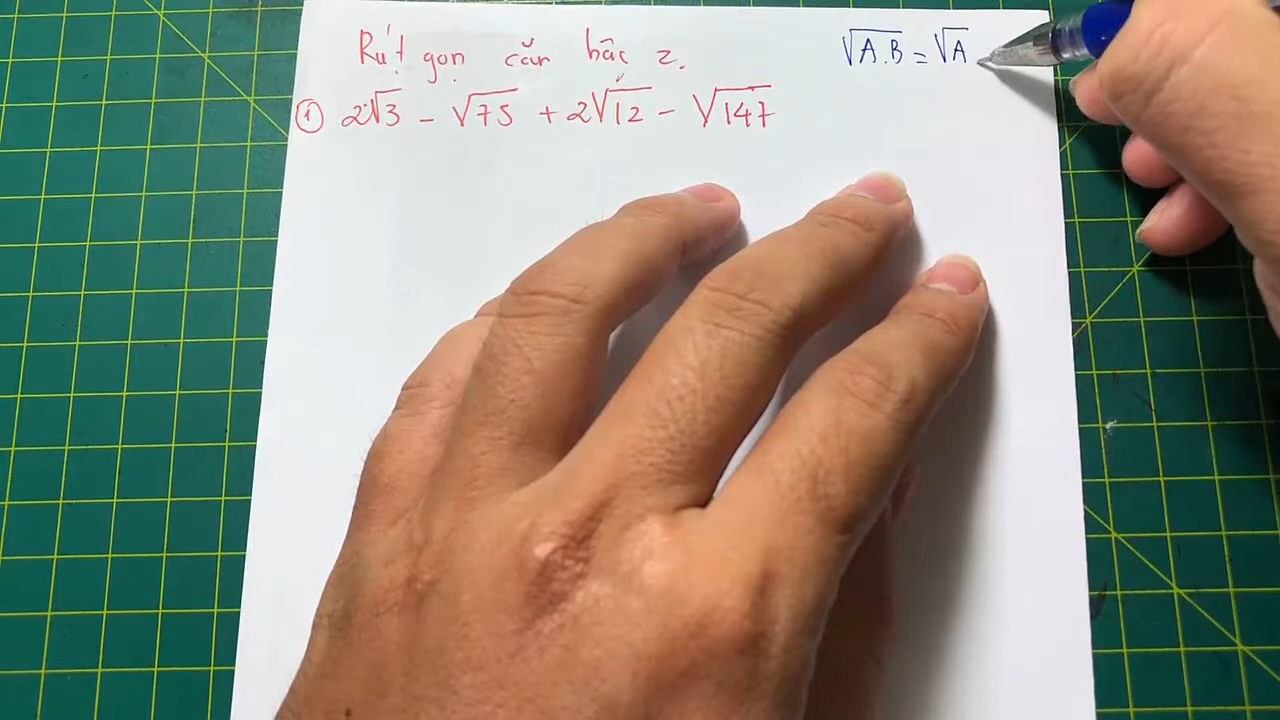 Rút gọn căn bậc 2.
√A.B = √A
① 2√3 - √75 + 2√12 - √147